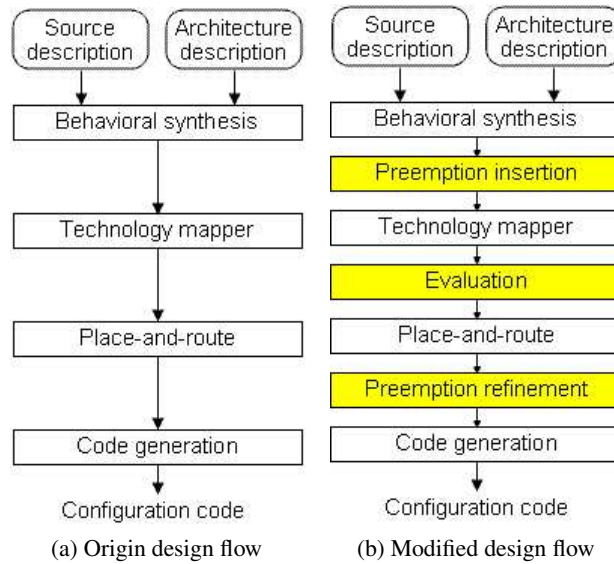 Source
description
Architecture
description
Behavioral synthesis
Technology mapper
Place-and-route
Code generation
Configuration code
(a) Origin design flow
Source
description
Architecture
description
Behavioral synthesis
Preemption insertion
Technology mapper
Evaluation
Place-and-route
Preemption refinement
Code generation
Configuration code
(b) Modified design flow